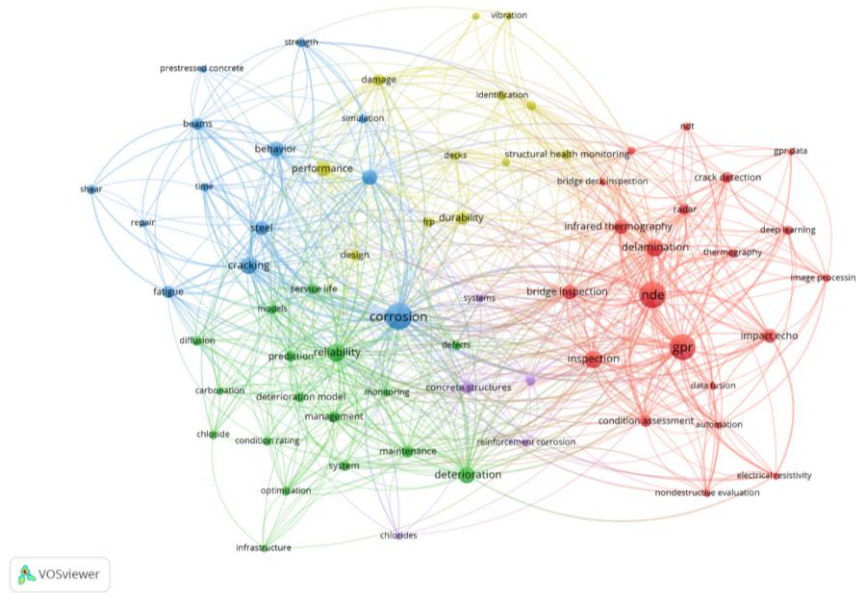 vibration
strength
prestressed concrete
damage
identification
beams
simulation
ndt
behavior
decks
structural health monitoring
gpr data
performance
bridge deck inspection
crack detection
shear
time
radar
repair
steel
frp
durability
infrared thermography
deep learning
delamination
thermography
design
cracking
image processing
fatigue
service life
systems
bridge inspection
nde
models
corrosion
diffusion
defects
impact echo
prediction
reliability
inspection
gpr
carbonation
deterioration model
monitoring
concrete structures
data fusion
management
condition assessment
automation
chloride
condition rating
maintenance
reinforcement corrosion
system
deterioration
electrical resistivity
optimization
nondestructive evaluation
chlorides
infrastructure
VOSviewer